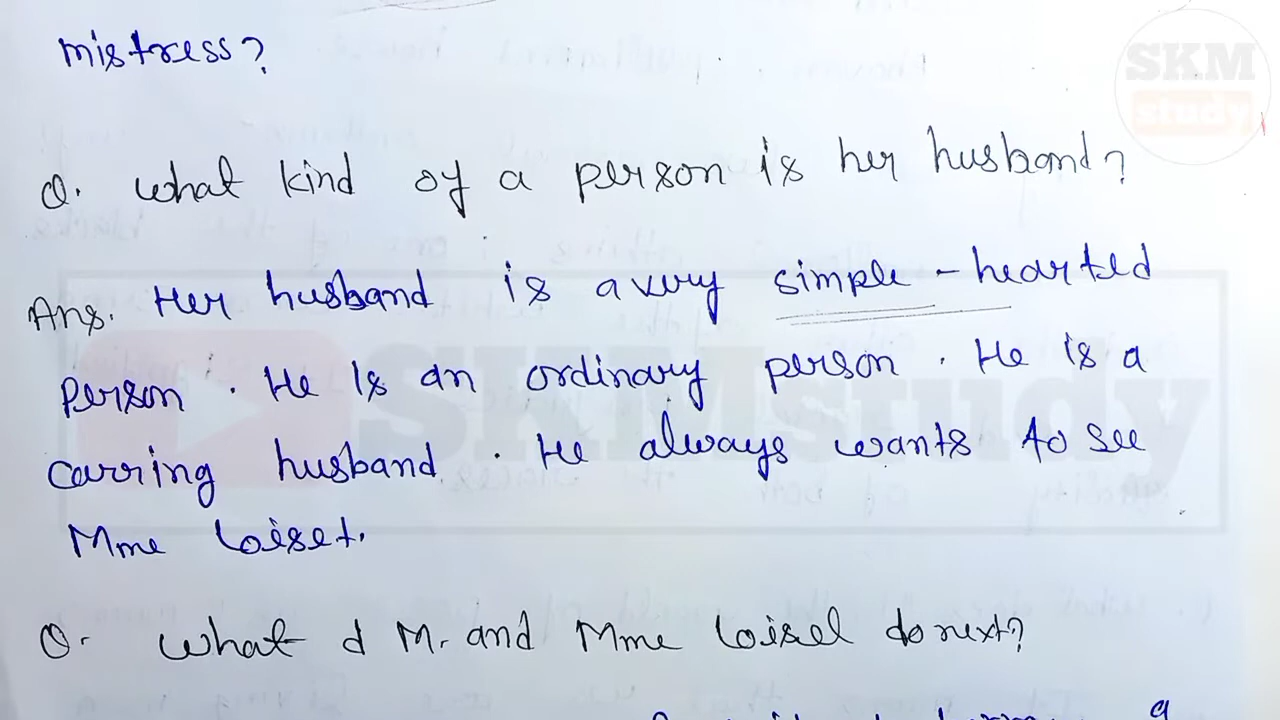 mistress?
SKM
study
Q. What kind of a person is her husband?
Ans. Her husband is a very simple-hearted
person. He is an ordinary person. He is a
carring husband. He always wants to see
Mme Loiset.
Q. What d M. and Mme Loisel do next?
SKMstudy